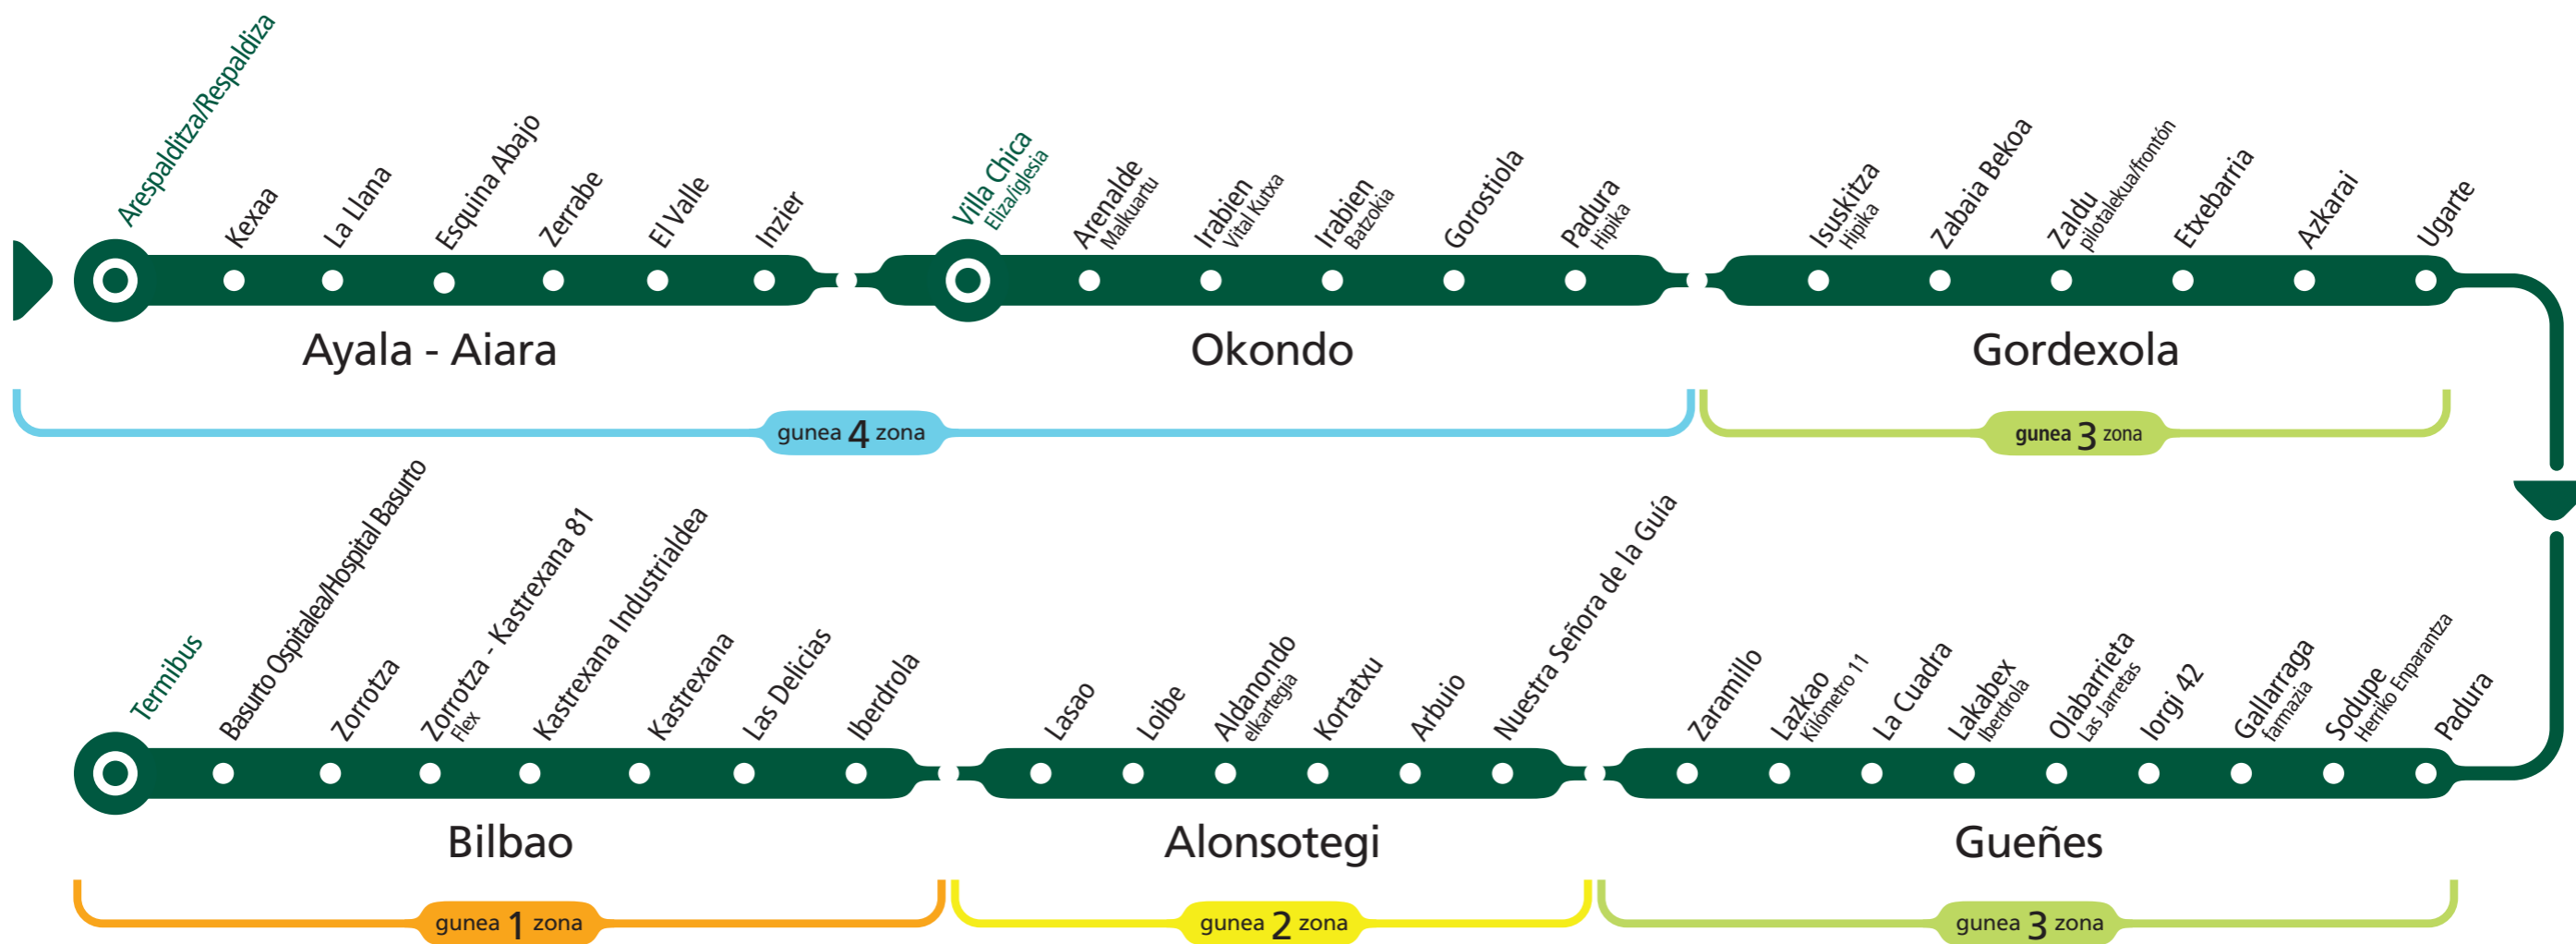 Arespalditza/Respaldiza
Kexaa
La Llana
Esquina Abajo
Zerrabe
El Valle
Inzier
Villa Chica
Eliza/iglesia
Arenalde
Malkuartu
Irabien
Vital Kutxa
Irabien
Batzokia
Gorostiola
Padura
Hipika
Isuskitza
Hipika
Zabaia Bekoa
Zaldu
pilotalekua/frontón
Etxebarria
Azkarai
Ugarte
Ayala - Aiara
Okondo
Gordexola
gunea 4 zona
gunea 3 zona
Termibus
Basurto Ospitalea/Hospital Basurto
Zorrotza
Zorrotza - Kastrexana 81
Flex
Kastrexana Industrialdea
Kastrexana
Las Delicias
Iberdrola
Lasao
Loibe
Aldanondo
elkartegia
Kortatxu
Arbuio
Nuestra Señora de la Guía
Zaramillo
Lazkao
Kilómetro 11
La Cuadra
Lakabex
Iberdrola
Olabarrieta
Las Jarretas
Iorgi 42
Gallarraga
farmazia
Sodupe
Herriko Enparantza
Padura
Bilbao
Alonsotegi
Gueñes
gunea 1 zona
gunea 2 zona
gunea 3 zona